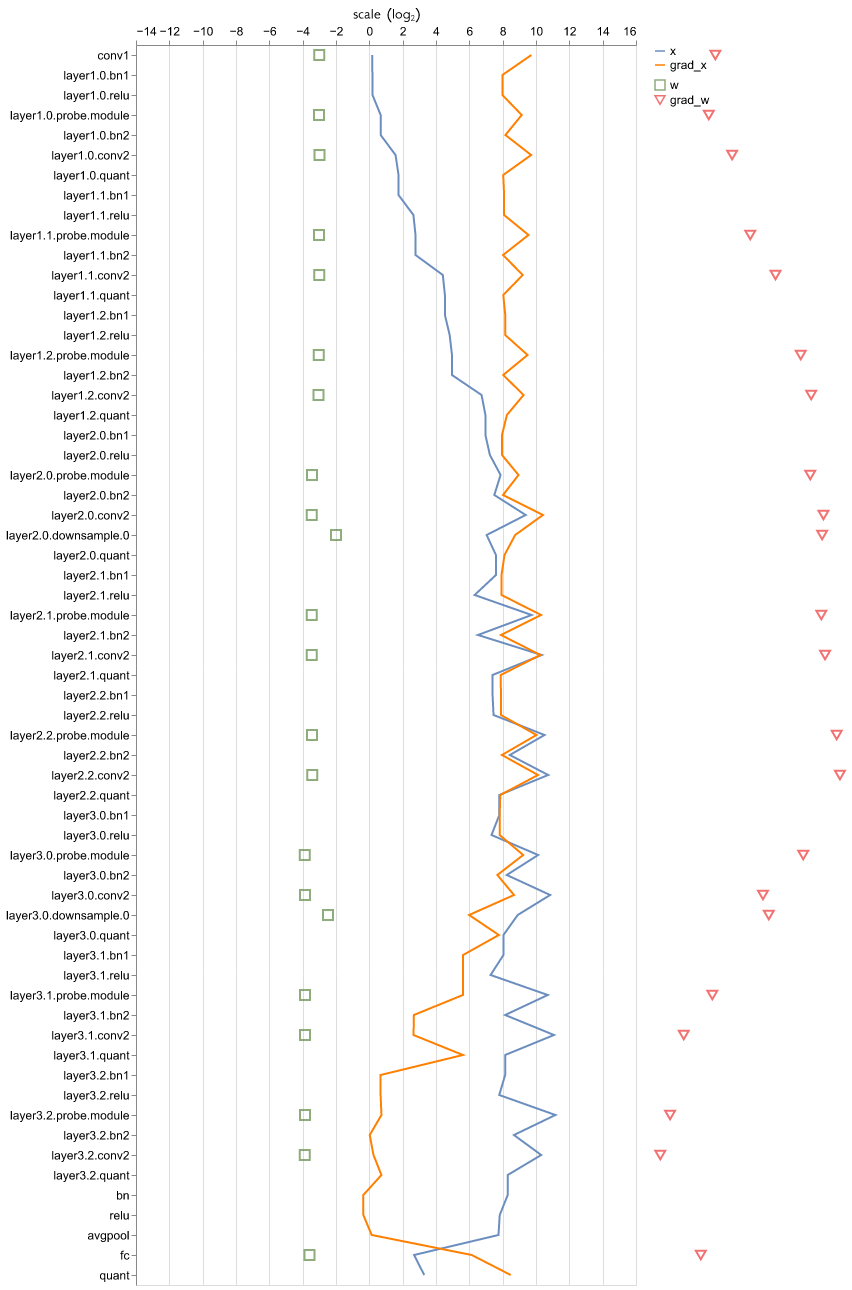 scale (log₂)
−14 −12 −10 −8 −6 −4 −2 0 2 4 6 8 10 12 14 16
x
grad_x
w
grad_w
conv1
layer1.0.bn1
layer1.0.relu
layer1.0.probe.module
layer1.0.bn2
layer1.0.conv2
layer1.0.quant
layer1.1.bn1
layer1.1.relu
layer1.1.probe.module
layer1.1.bn2
layer1.1.conv2
layer1.1.quant
layer1.2.bn1
layer1.2.relu
layer1.2.probe.module
layer1.2.bn2
layer1.2.conv2
layer1.2.quant
layer2.0.bn1
layer2.0.relu
layer2.0.probe.module
layer2.0.bn2
layer2.0.conv2
layer2.0.downsample.0
layer2.0.quant
layer2.1.bn1
layer2.1.relu
layer2.1.probe.module
layer2.1.bn2
layer2.1.conv2
layer2.1.quant
layer2.2.bn1
layer2.2.relu
layer2.2.probe.module
layer2.2.bn2
layer2.2.conv2
layer2.2.quant
layer3.0.bn1
layer3.0.relu
layer3.0.probe.module
layer3.0.bn2
layer3.0.conv2
layer3.0.downsample.0
layer3.0.quant
layer3.1.bn1
layer3.1.relu
layer3.1.probe.module
layer3.1.bn2
layer3.1.conv2
layer3.1.quant
layer3.2.bn1
layer3.2.relu
layer3.2.probe.module
layer3.2.bn2
layer3.2.conv2
layer3.2.quant
bn
relu
avgpool
fc
quant